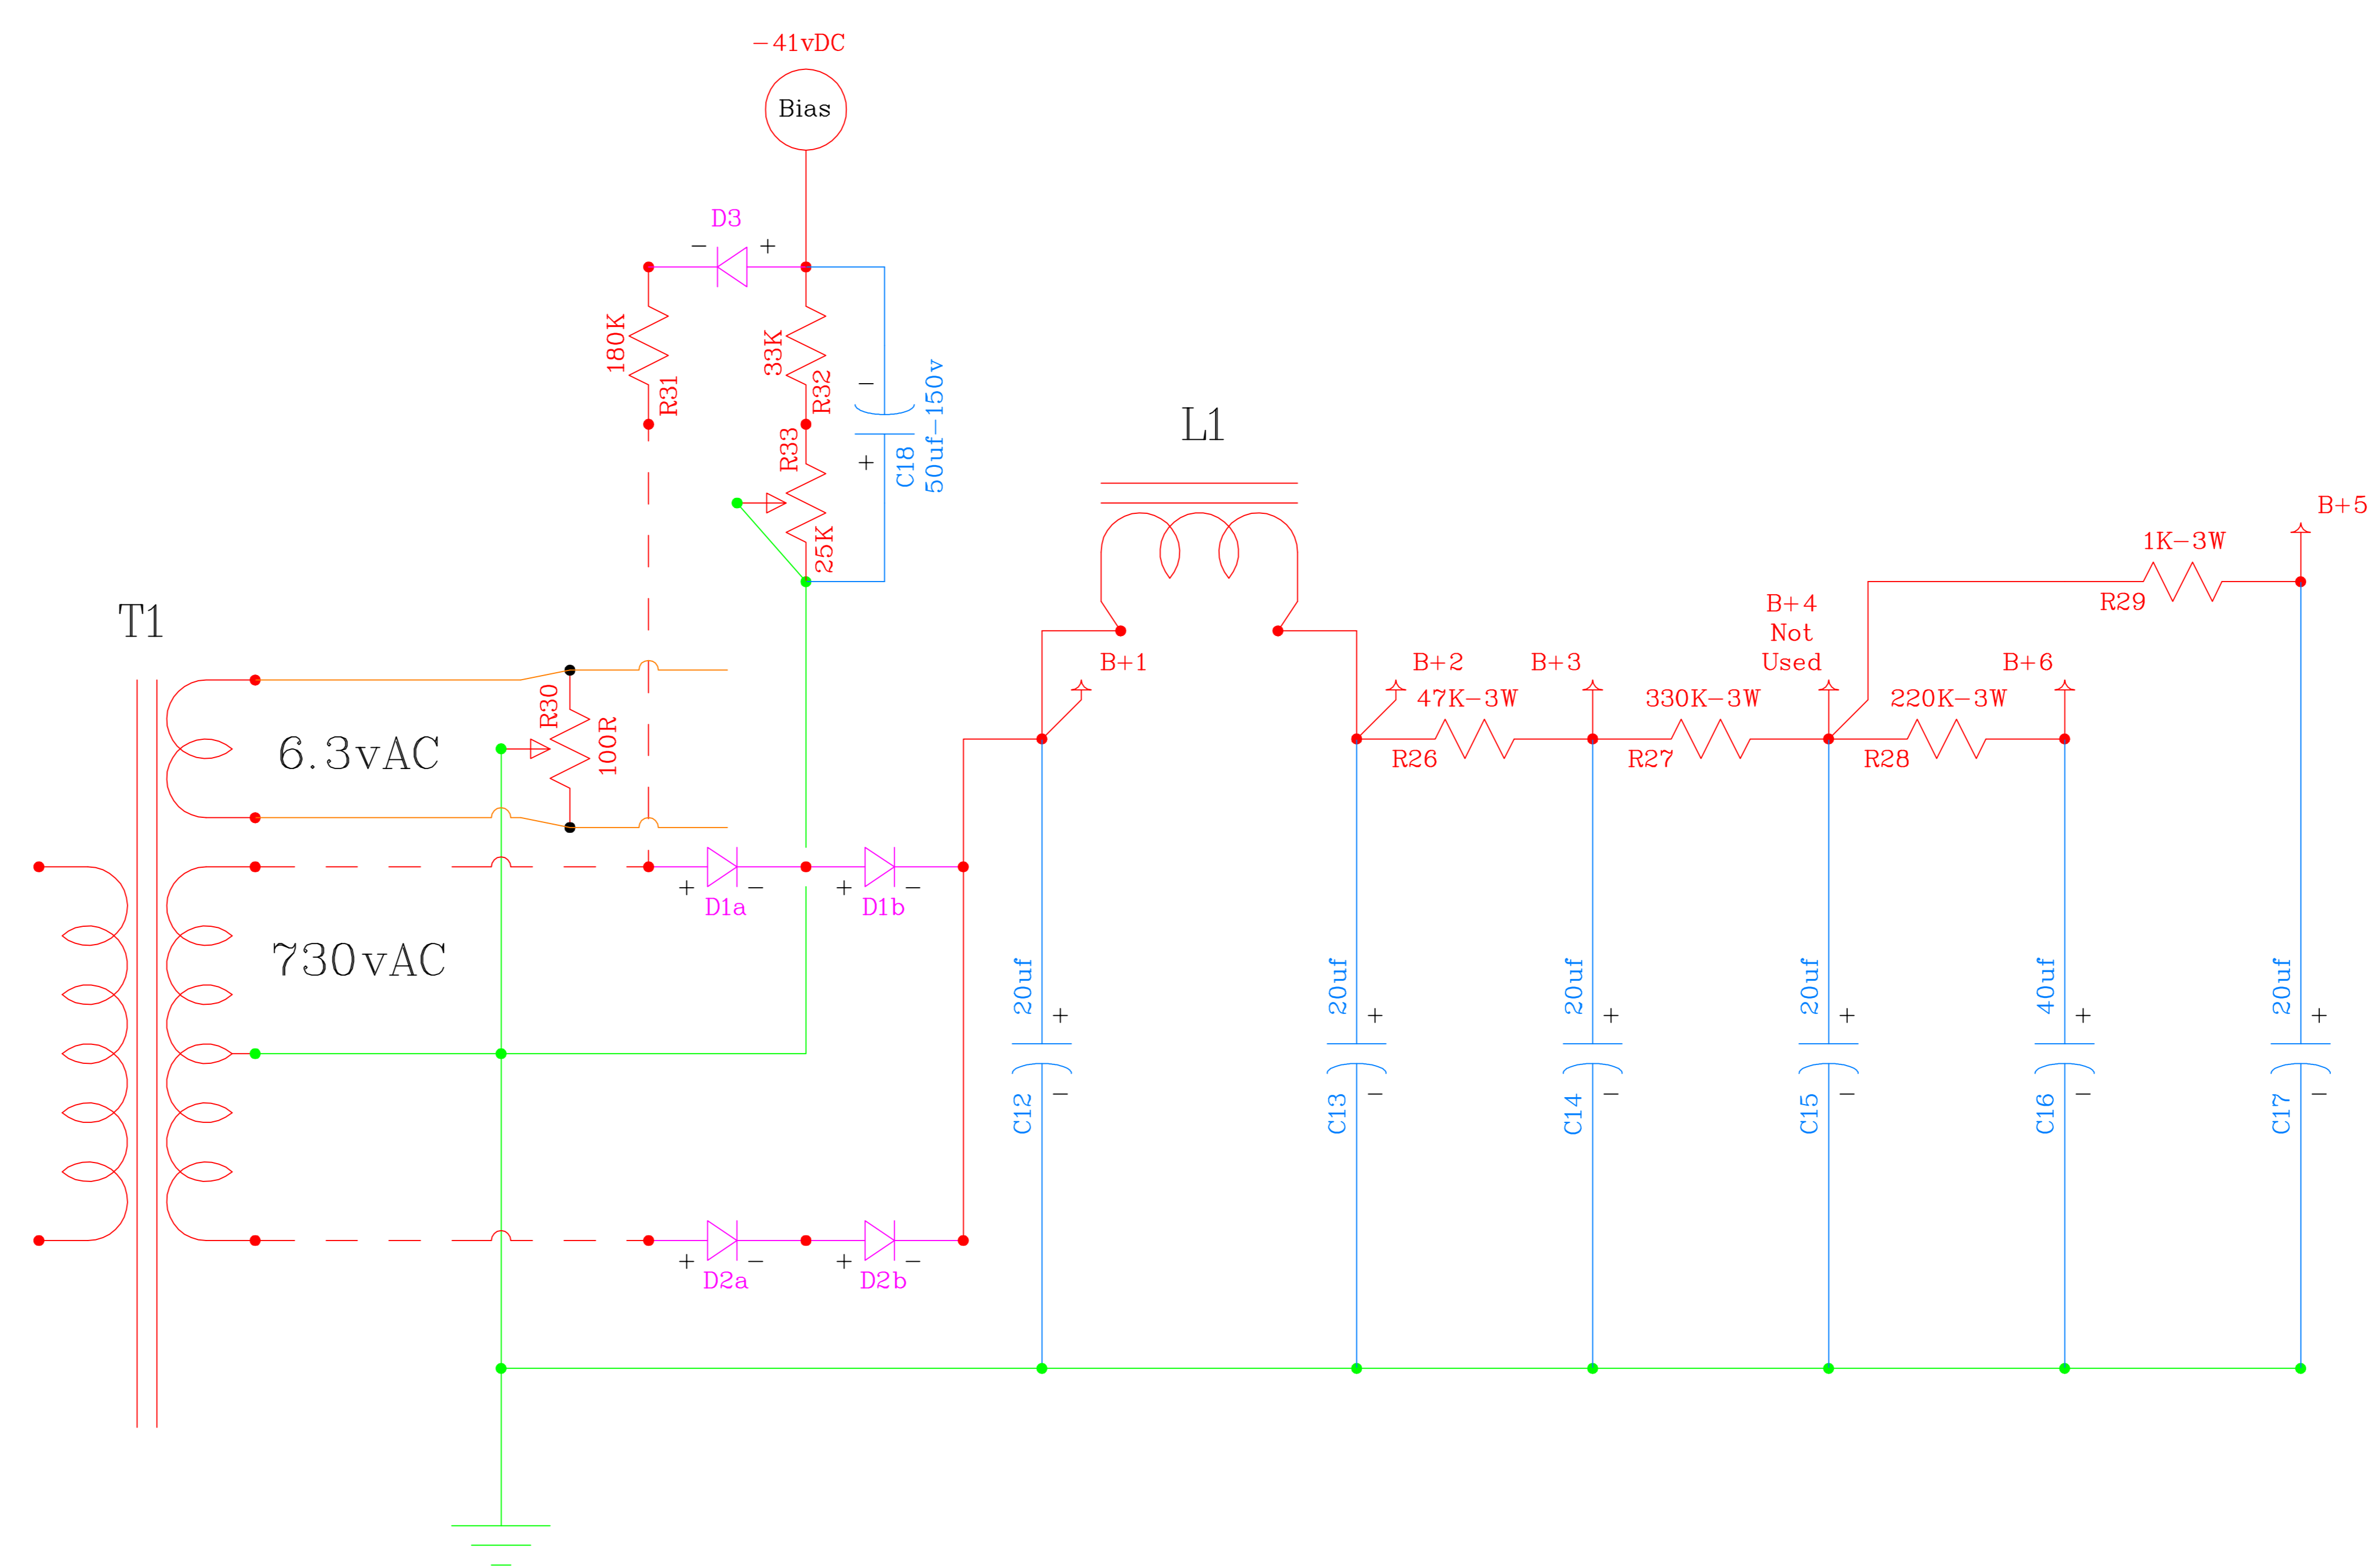 -41vDC
Bias
D3
- +
180K
R31
33K
R32
-
+
C18
50uf-150v
R33
25K
L1
T1
6.3vAC
R30
100R
730vAC
+ -
D1a
+ -
D1b
+ -
D2a
+ -
D2b
B+1
B+2
47K-3W
R26
B+3
330K-3W
R27
B+4
Not
Used
220K-3W
R28
B+6
1K-3W
R29
B+5
20uf
+
-
C12
20uf
+
-
C13
20uf
+
-
C14
20uf
+
-
C15
40uf
+
-
C16
20uf
+
-
C17